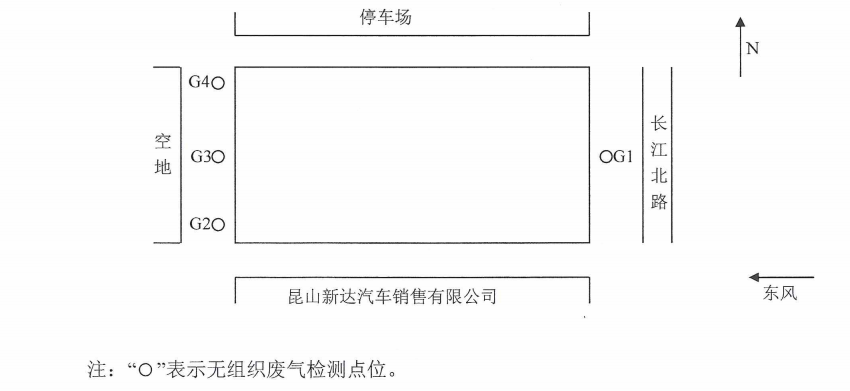 停车场
N
G4
长江北路
空地
G3
G1
G2
东风
昆山新达汽车销售有限公司
注：“○”表示无组织废气检测点位。